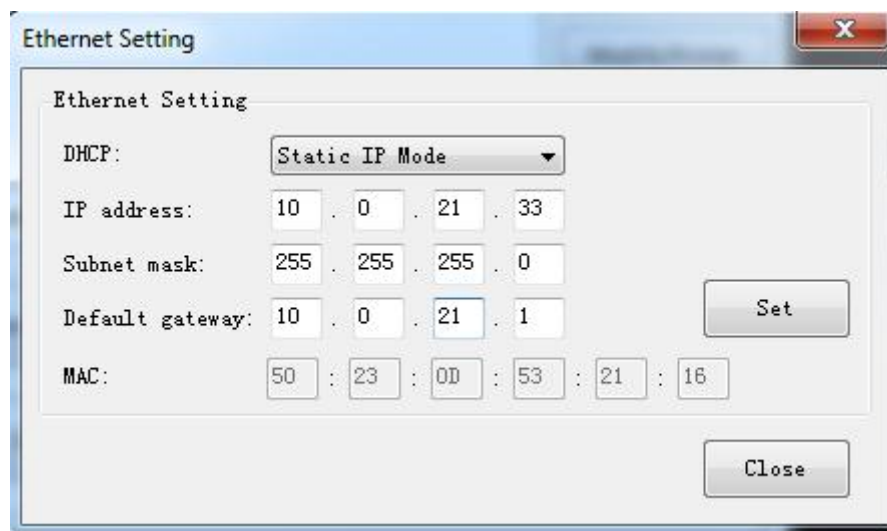 Ethernet Setting
Ethernet Setting
DHCP: Static IP Mode
IP address: 10 . 0 . 21 . 33
Subnet mask: 255 . 255 . 255 . 0
Default gateway: 10 . 0 . 21 . 1
Set
MAC: 50 : 23 : 0D : 53 : 21 : 16
Close